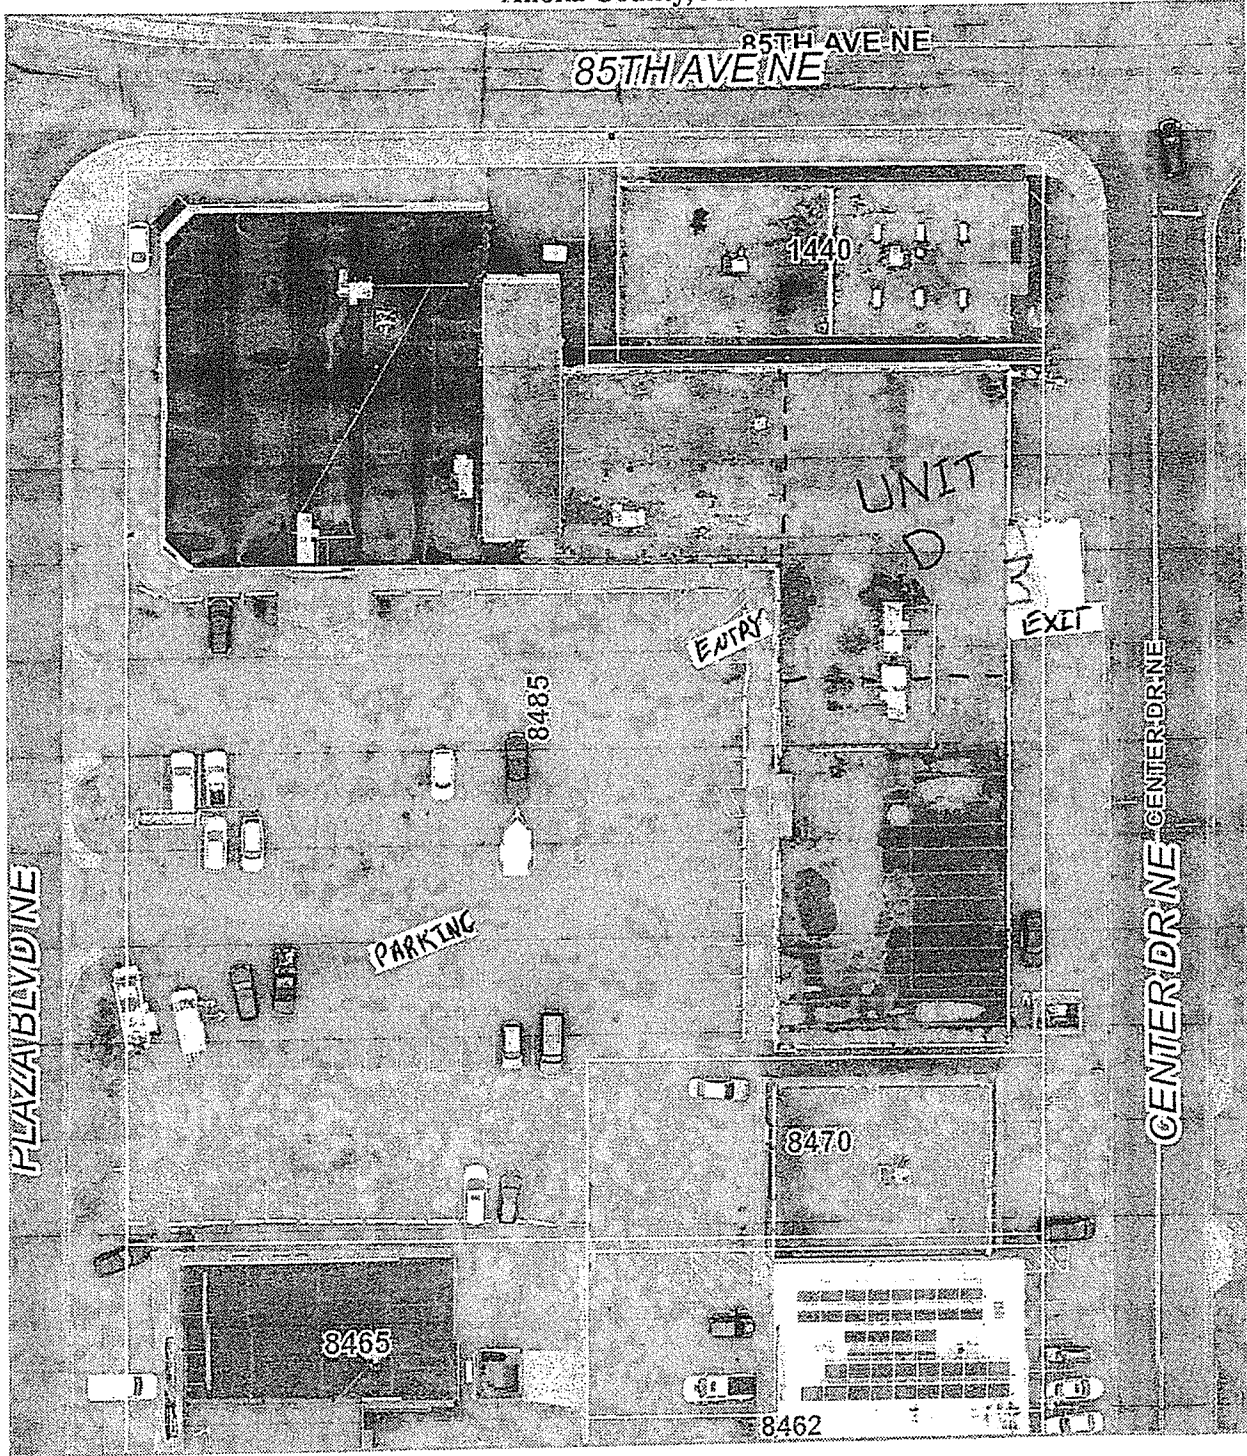 85TH AVE NE
85TH AVE NE
1440
UNIT
D
EXIT
ENTRY
8485
CENTER DR NE
PARKING
PLAZA BLVD NE
CENTER DR NE
8470
8465
8462